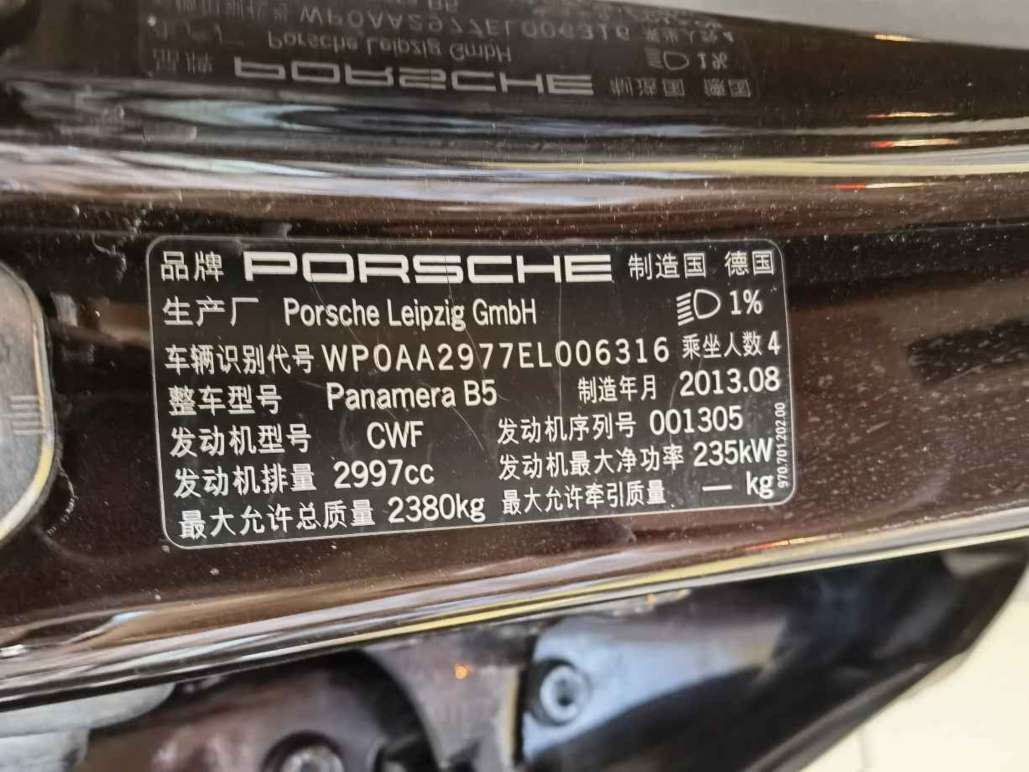 品牌 PORSCHE 制造国 德国
生产厂 Porsche Leipzig GmbH 1%
车辆识别代号 WP0AA2977EL006316 乘坐人数 4
整车型号 Panamera B5 制造年月 2013.08
发动机型号 CWF 发动机序列号 001305
发动机排量 2997cc 发动机最大净功率 235kW
最大允许总质量 2380kg 最大允许牵引质量 — kg
970.701.202.00